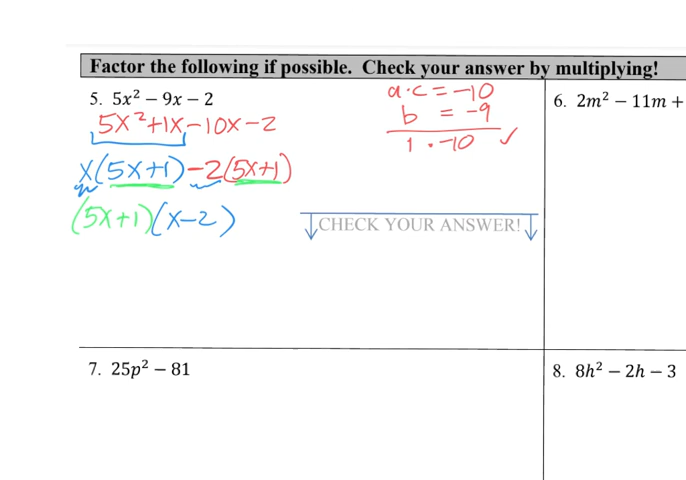 Factor the following if possible. Check your answer by multiplying!
5. 5x² − 9x − 2
5x²+1x−10x−2
x(5x+1)−2(5x+1)
(5x+1)(x−2)
a·c = −10
b = −9
1 · −10 ✓
CHECK YOUR ANSWER!
6. 2m² − 11m +
7. 25p² − 81
8. 8h² − 2h − 3